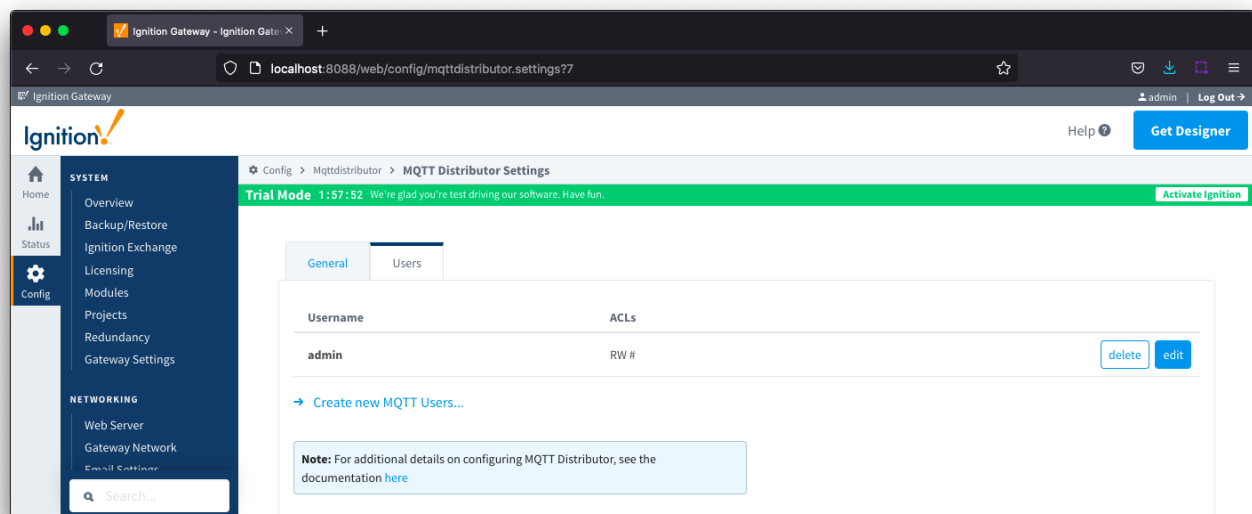 Ignition Gateway - Ignition Gate
localhost:8088/web/config/mqttdistributor.settings?7
Ignition Gateway
admin | Log Out
Ignition!
Help
Get Designer
Home
Status
Config
SYSTEM
Overview
Backup/Restore
Ignition Exchange
Licensing
Modules
Projects
Redundancy
Gateway Settings
NETWORKING
Web Server
Gateway Network
Email Settings
Search...
Config > Mqttdistributor > MQTT Distributor Settings
Trial Mode 1:57:52 We're glad you're test driving our software. Have fun.
Activate Ignition
General Users
Username ACLs
admin RW # delete edit
Create new MQTT Users...
Note: For additional details on configuring MQTT Distributor, see the
documentation here